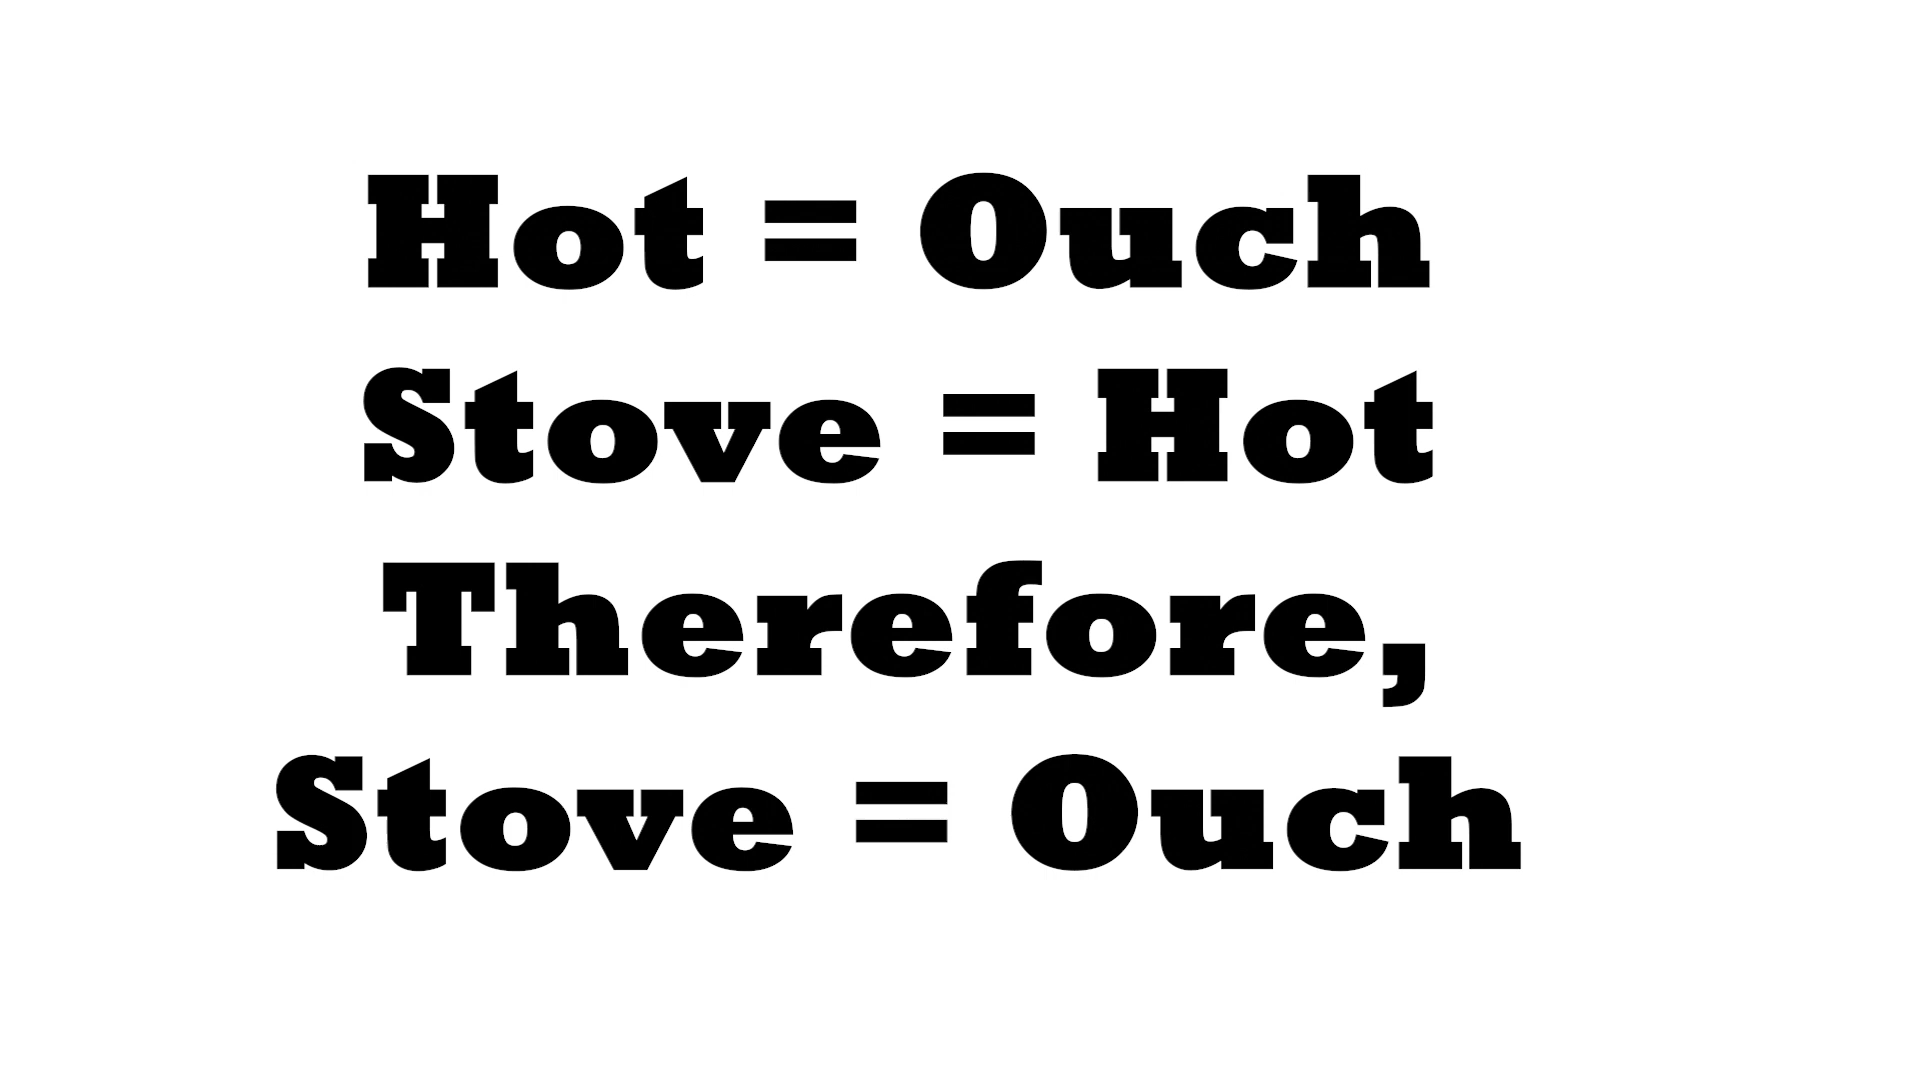 Hot = Ouch
Stove = Hot
Therefore,
Stove = Ouch